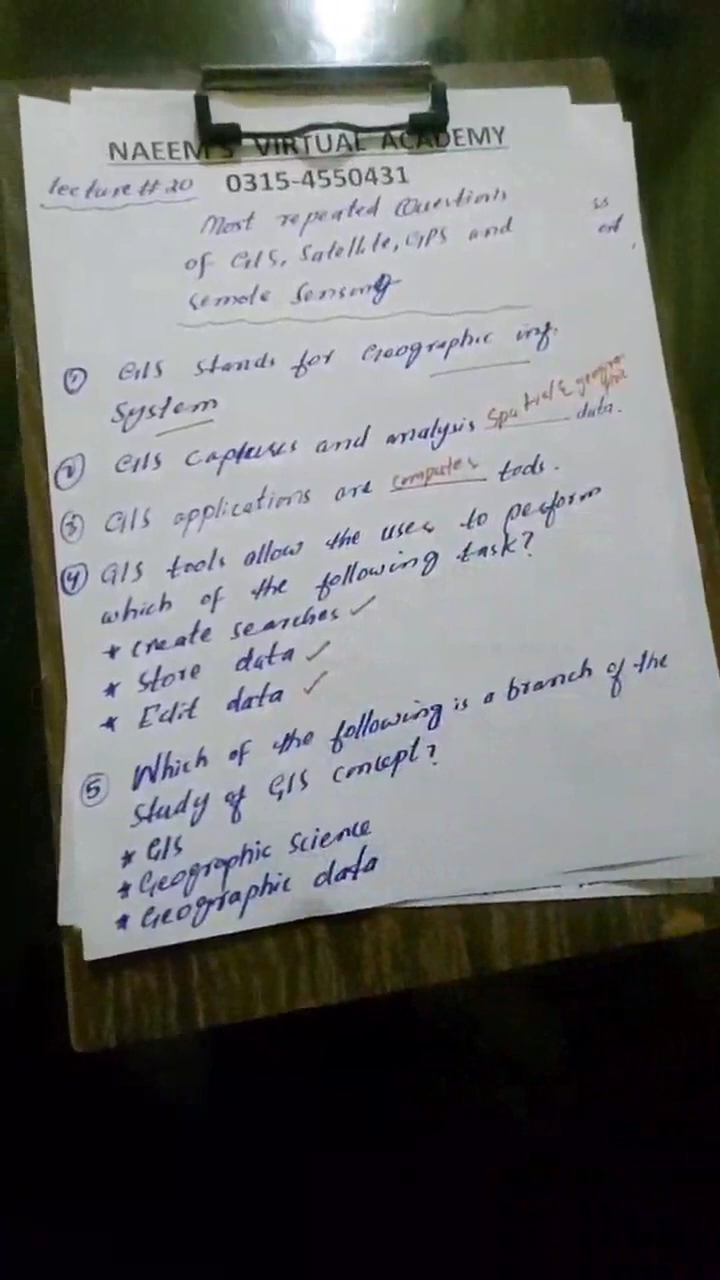 NAEEM'S VIRTUAL ACADEMY
lecture # 20 0315-4550431
Most repeated Questions
of GIS, Satellite, GPS and
remote Sensing
① GIS stands for Geographic inf.
System
② GIS captures and analysis Spatial & data.
③ GIS applications are computer tools.
④ GIS tools allow the user to perform
which of the following task?
* Create searches ✓
* Store data ✓
* Edit data ✓
⑤ Which of the following is a branch of the
study of GIS concept?
* GIS
* Geographic Science
* Geographic data